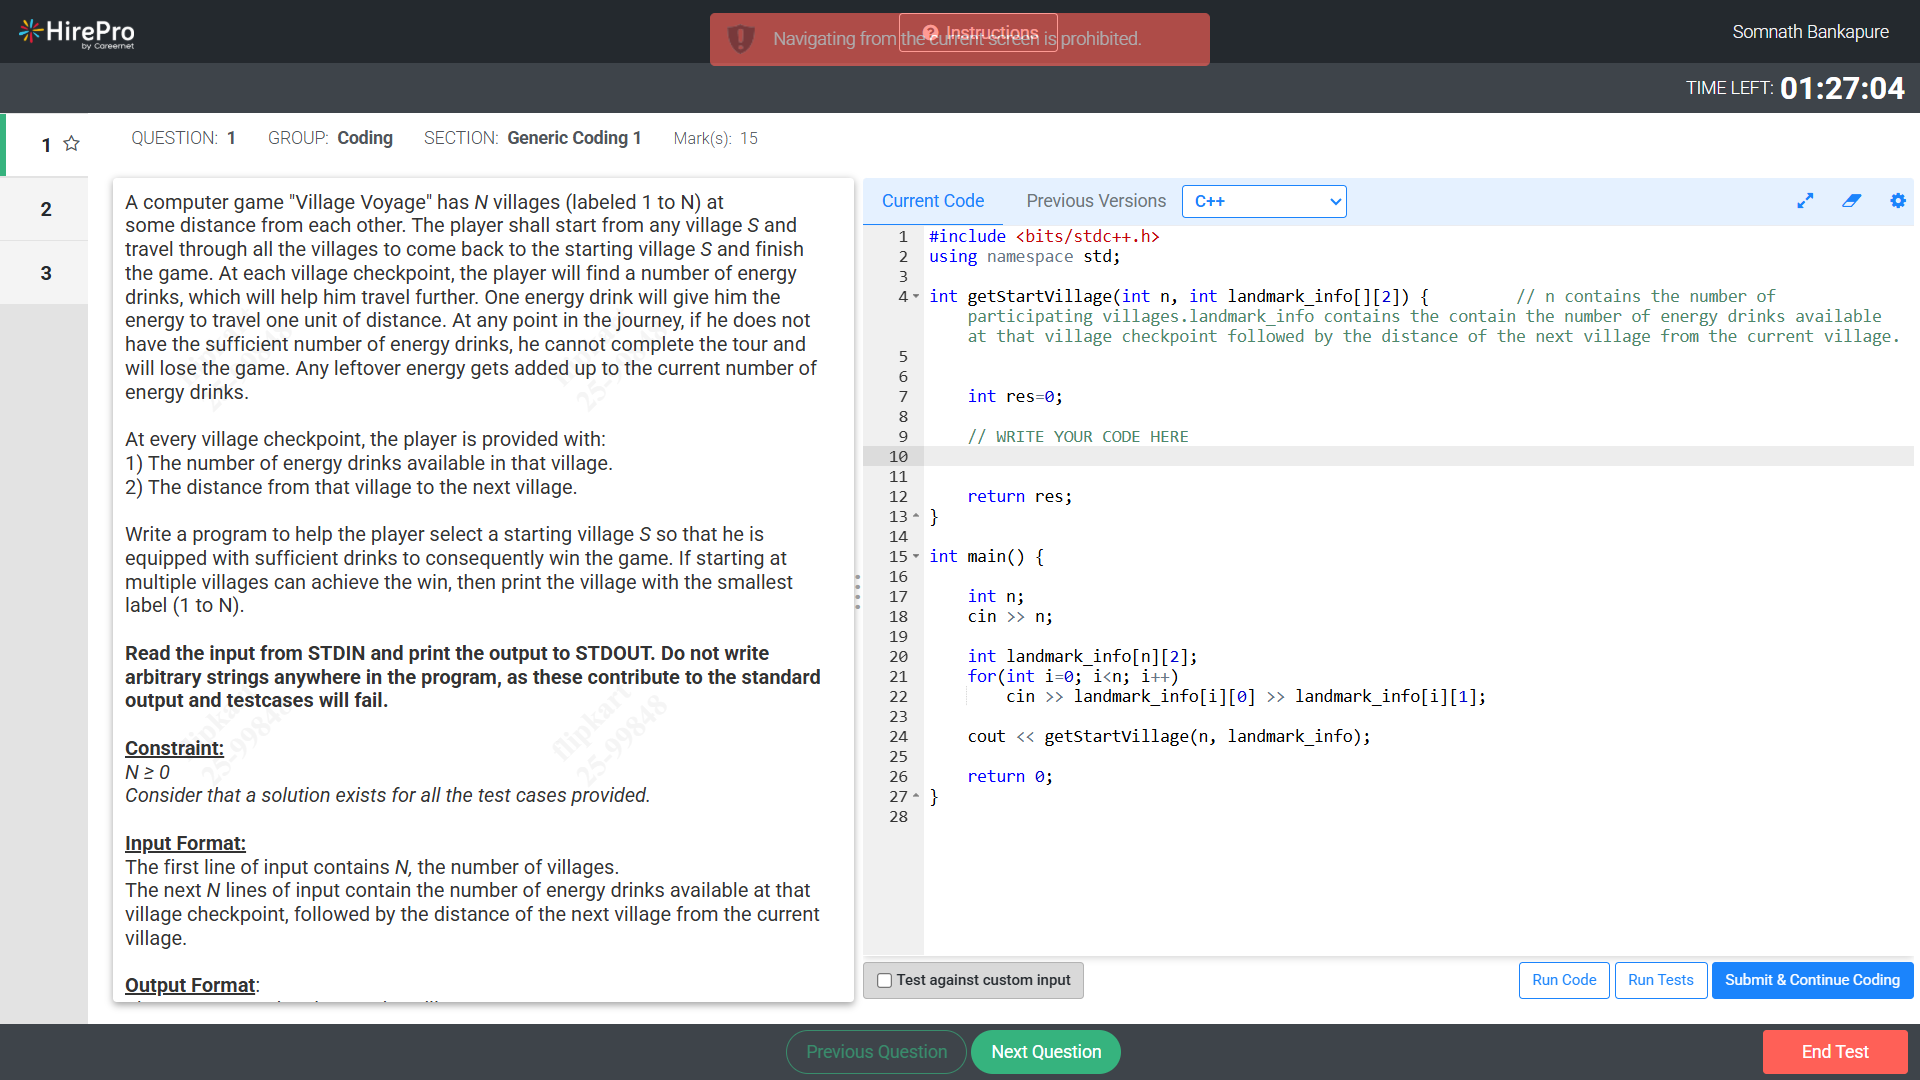 HirePro
by Careernet
Instructions
Navigating from the current screen is prohibited.
Somnath Bankapure
TIME LEFT: 01:27:04
1
2
3
QUESTION: 1 GROUP: Coding SECTION: Generic Coding 1 Mark(s): 15
A computer game "Village Voyage" has N villages (labeled 1 to N) at
some distance from each other. The player shall start from any village S and
travel through all the villages to come back to the starting village S and finish
the game. At each village checkpoint, the player will find a number of energy
drinks, which will help him travel further. One energy drink will give him the
energy to travel one unit of distance. At any point in the journey, if he does not
have the sufficient number of energy drinks, he cannot complete the tour and
will lose the game. Any leftover energy gets added up to the current number of
energy drinks.
At every village checkpoint, the player is provided with:
1) The number of energy drinks available in that village.
2) The distance from that village to the next village.
Write a program to help the player select a starting village S so that he is
equipped with sufficient drinks to consequently win the game. If starting at
multiple villages can achieve the win, then print the village with the smallest
label (1 to N).
Read the input from STDIN and print the output to STDOUT. Do not write
arbitrary strings anywhere in the program, as these contribute to the standard
output and testcases will fail.
Constraint:
N ≥ 0
Consider that a solution exists for all the test cases provided.
Input Format:
The first line of input contains N, the number of villages.
The next N lines of input contain the number of energy drinks available at that
village checkpoint, followed by the distance of the next village from the current
village.
Output Format:
flipkart
25-99848
Current Code Previous Versions C++
1 #include <bits/stdc++.h>
2 using namespace std;
3
4 int getStartVillage(int n, int landmark_info[][2]) { // n contains the number of
participating villages.landmark_info contains the contain the number of energy drinks available
at that village checkpoint followed by the distance of the next village from the current village.
5
6
7 int res=0;
8
9 // WRITE YOUR CODE HERE
10
11
12 return res;
13 }
14
15 int main() {
16
17 int n;
18 cin >> n;
19
20 int landmark_info[n][2];
21 for(int i=0; i<n; i++)
22 cin >> landmark_info[i][0] >> landmark_info[i][1];
23
24 cout << getStartVillage(n, landmark_info);
25
26 return 0;
27 }
28
Test against custom input
Run Code
Run Tests
Submit & Continue Coding
Previous Question
Next Question
End Test